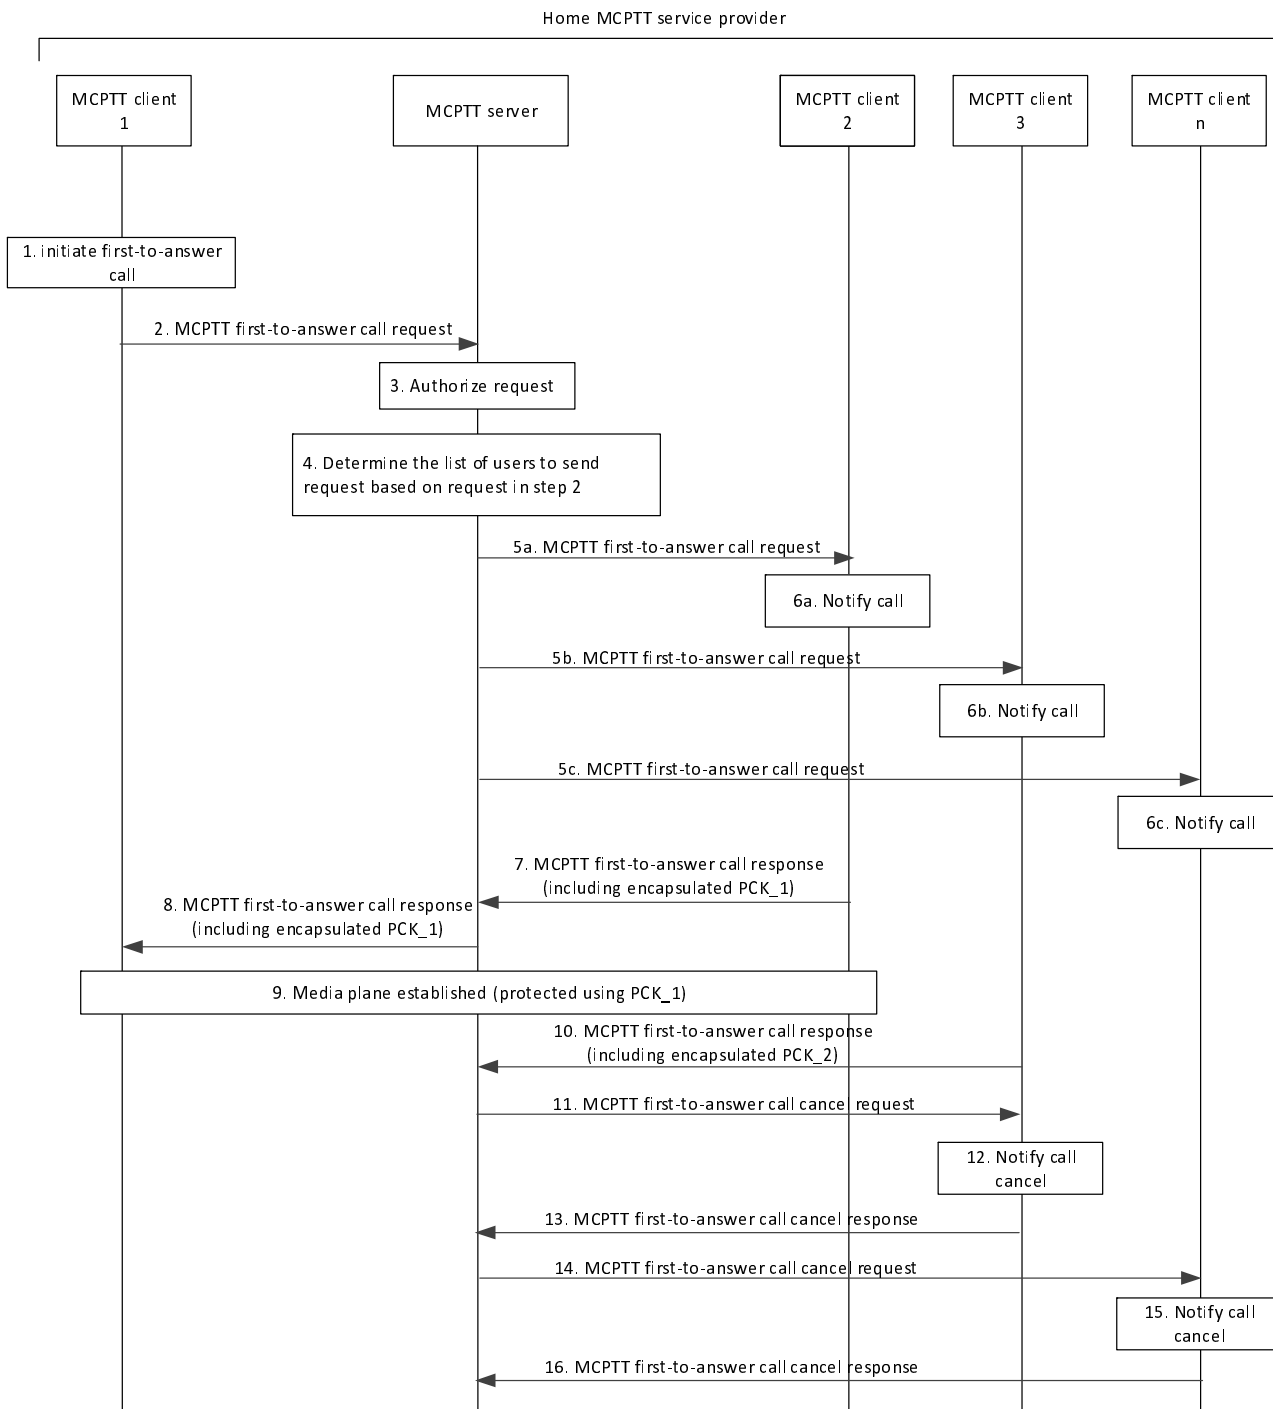 Home MCPTT service provider
MCPTT client
1
MCPTT server
MCPTT client
2
MCPTT client
3
MCPTT client
n
1. initiate first-to-answer
call
2. MCPTT first-to-answer call request
3. Authorize request
4. Determine the list of users to send
request based on request in step 2
5a. MCPTT first-to-answer call request
6a. Notify call
5b. MCPTT first-to-answer call request
6b. Notify call
5c. MCPTT first-to-answer call request
6c. Notify call
7. MCPTT first-to-answer call response
(including encapsulated PCK_1)
8. MCPTT first-to-answer call response
(including encapsulated PCK_1)
9. Media plane established (protected using PCK_1)
10. MCPTT first-to-answer call response
(including encapsulated PCK_2)
11. MCPTT first-to-answer call cancel request
12. Notify call
cancel
13. MCPTT first-to-answer call cancel response
14. MCPTT first-to-answer call cancel request
15. Notify call
cancel
16. MCPTT first-to-answer call cancel response